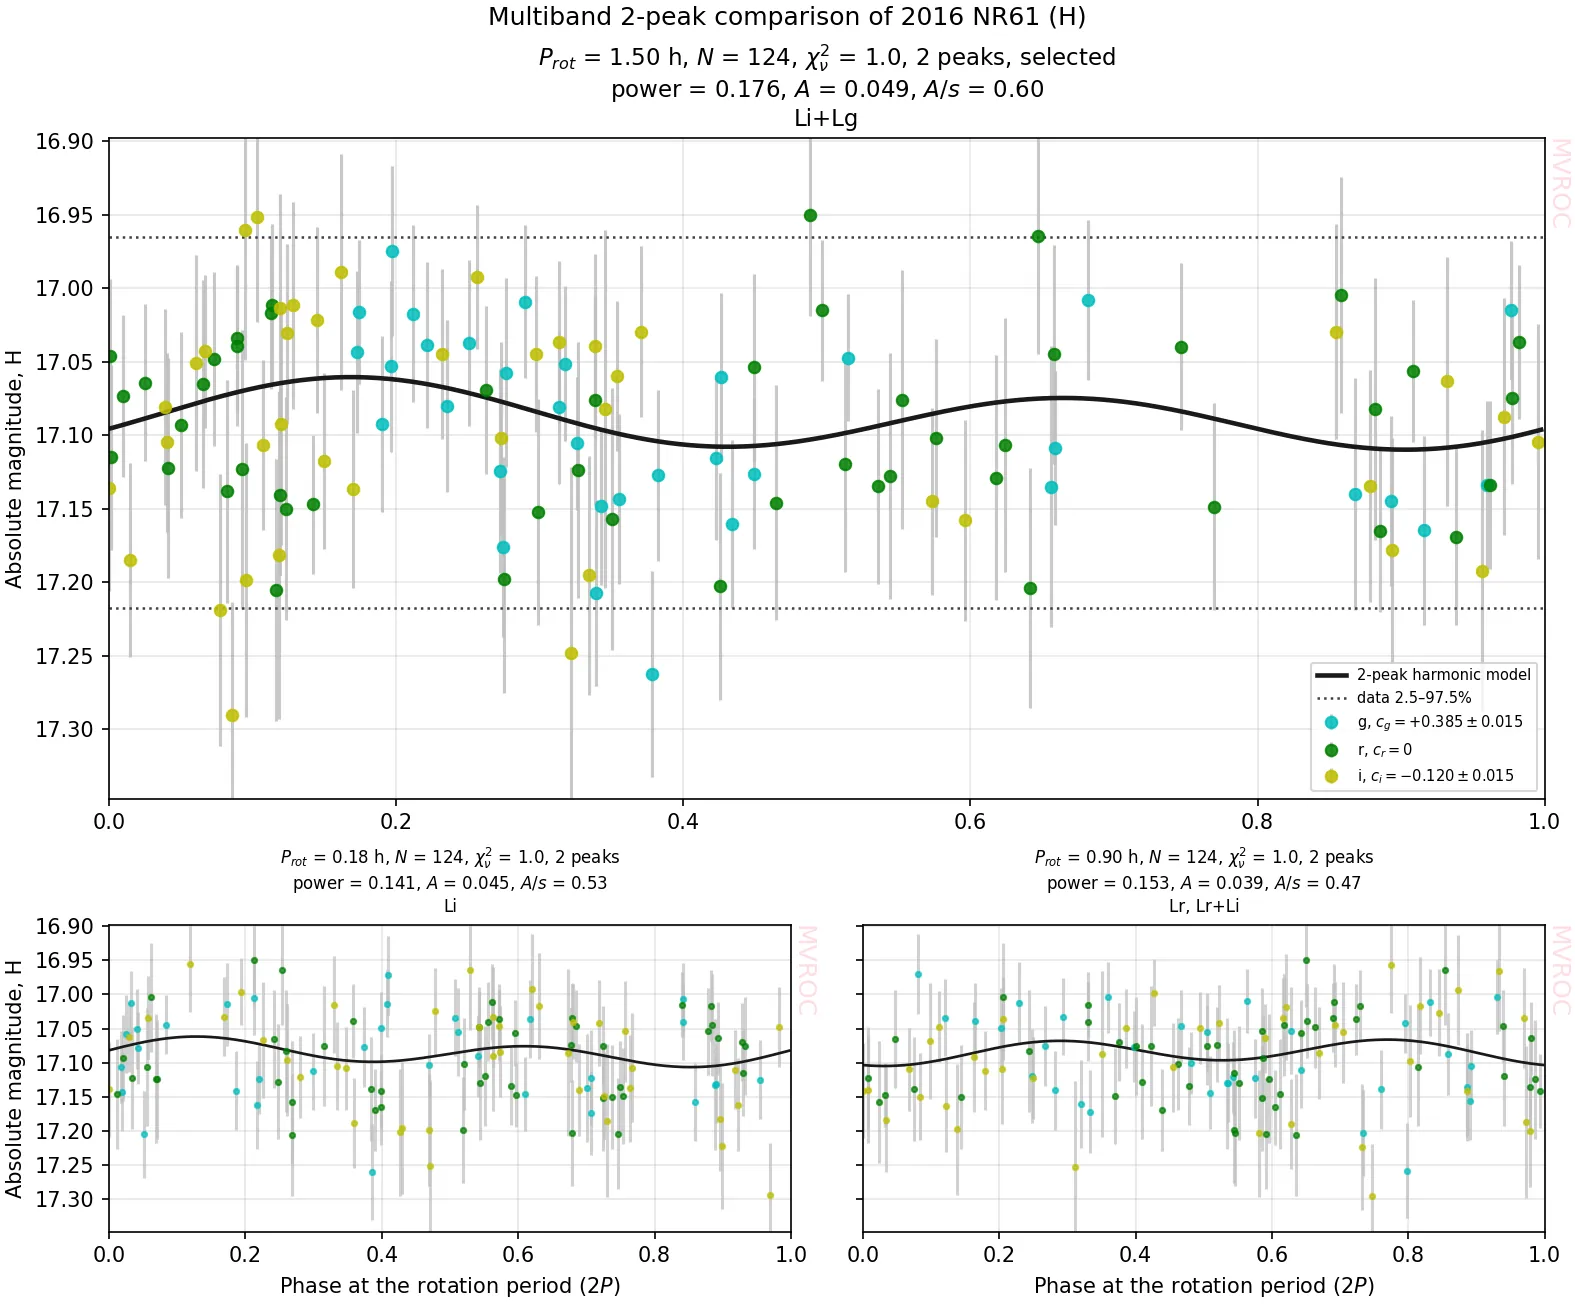 Multiband 2-peak comparison of 2016 NR61 (H)
P_rot = 1.50 h, N = 124, χ²_ν = 1.0, 2 peaks, selected
power = 0.176, A = 0.049, A/s = 0.60
Li+Lg
16.90
16.95
17.00
17.05
17.10
17.15
17.20
17.25
17.30
Absolute magnitude, H
MVROC
2-peak harmonic model
data 2.5–97.5%
g, c_g = +0.385 ± 0.015
r, c_r = 0
i, c_i = −0.120 ± 0.015
0.0 0.2 0.4 0.6 0.8 1.0
P_rot = 0.18 h, N = 124, χ²_ν = 1.0, 2 peaks
power = 0.141, A = 0.045, A/s = 0.53
Li
16.90
16.95
17.00
17.05
17.10
17.15
17.20
17.25
17.30
Absolute magnitude, H
MVROC
0.0 0.2 0.4 0.6 0.8 1.0
Phase at the rotation period (2P)
P_rot = 0.90 h, N = 124, χ²_ν = 1.0, 2 peaks
power = 0.153, A = 0.039, A/s = 0.47
Lr, Lr+Li
MVROC
0.0 0.2 0.4 0.6 0.8 1.0
Phase at the rotation period (2P)